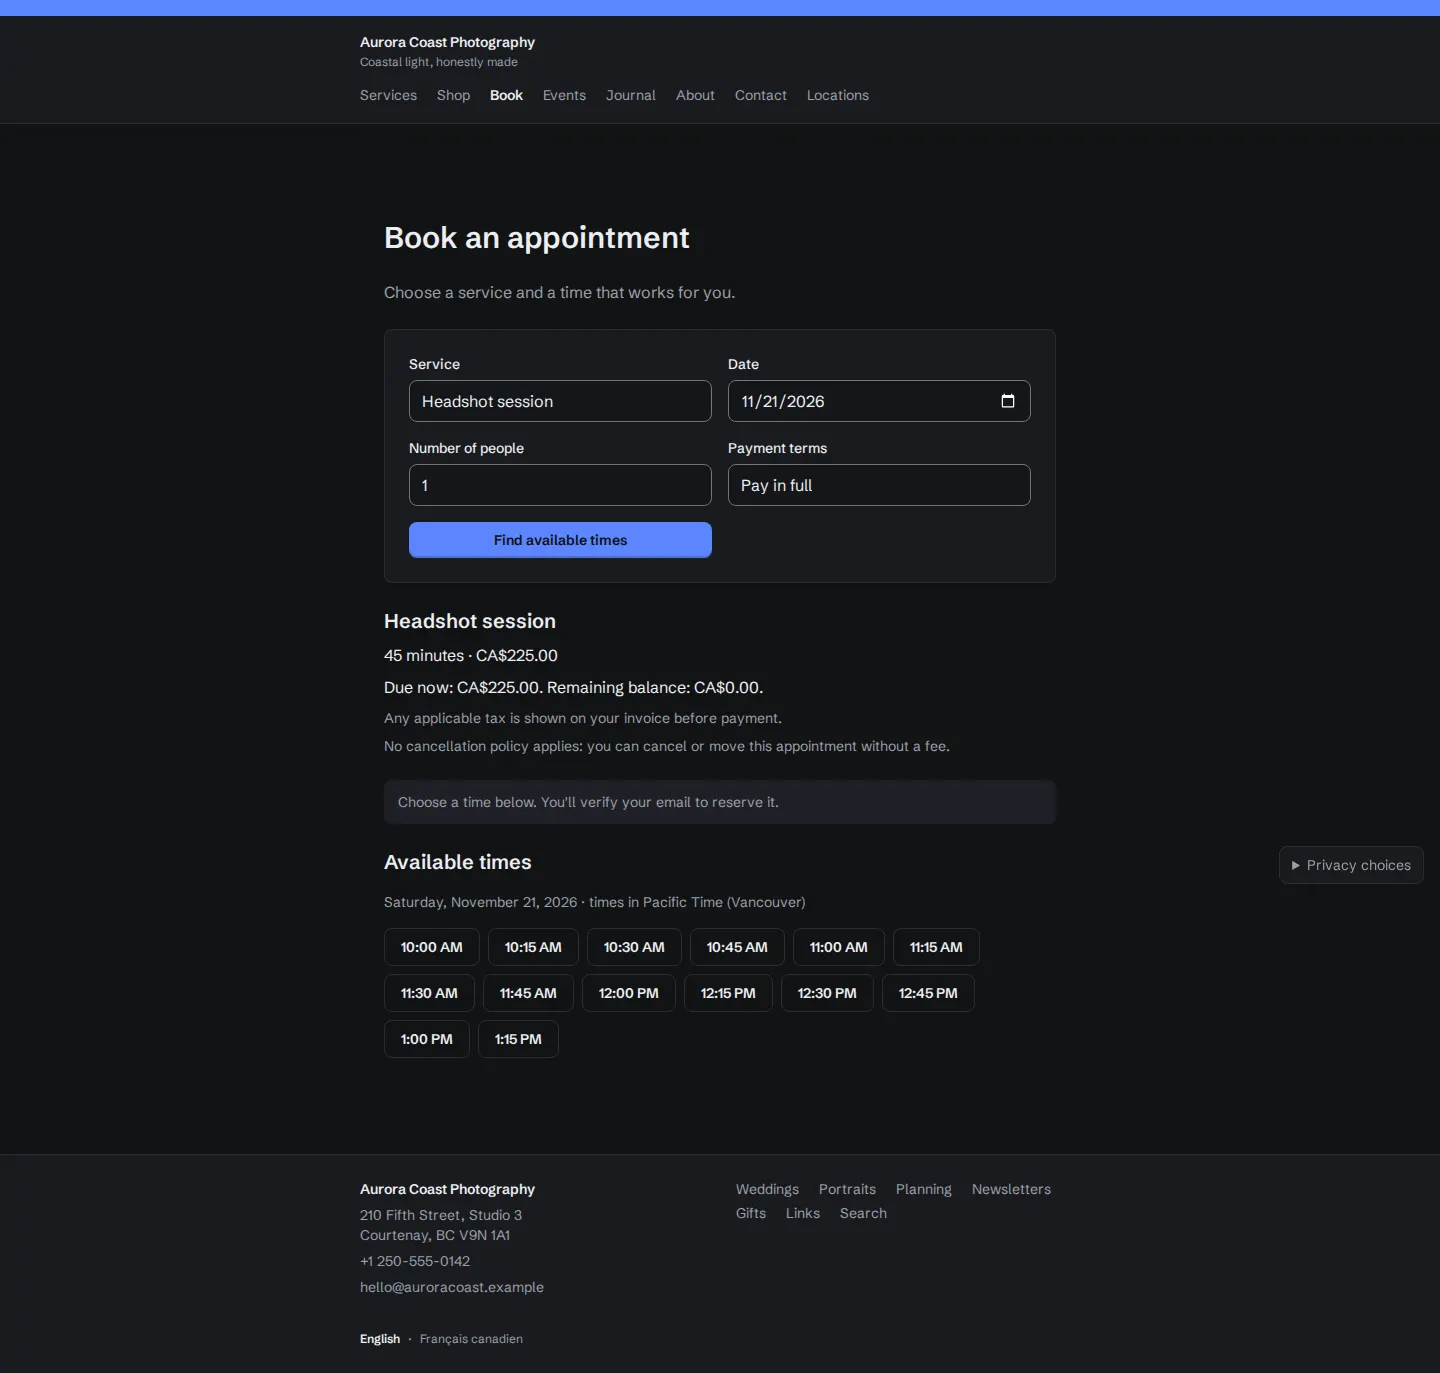 Aurora Coast Photography
Coastal light, honestly made
Services Shop Book Events Journal About Contact Locations
Book an appointment
Choose a service and a time that works for you.
Service Date
Headshot session 11/21/2026
Number of people Payment terms
1 Pay in full
Find available times
Headshot session
45 minutes · CA$225.00
Due now: CA$225.00. Remaining balance: CA$0.00.
Any applicable tax is shown on your invoice before payment.
No cancellation policy applies: you can cancel or move this appointment without a fee.
Choose a time below. You'll verify your email to reserve it.
Available times
Privacy choices
Saturday, November 21, 2026 · times in Pacific Time (Vancouver)
10:00 AM 10:15 AM 10:30 AM 10:45 AM 11:00 AM 11:15 AM
11:30 AM 11:45 AM 12:00 PM 12:15 PM 12:30 PM 12:45 PM
1:00 PM 1:15 PM
Aurora Coast Photography
210 Fifth Street, Studio 3
Courtenay, BC V9N 1A1
+1 250-555-0142
hello@auroracoast.example
Weddings Portraits Planning Newsletters
Gifts Links Search
English · Français canadien